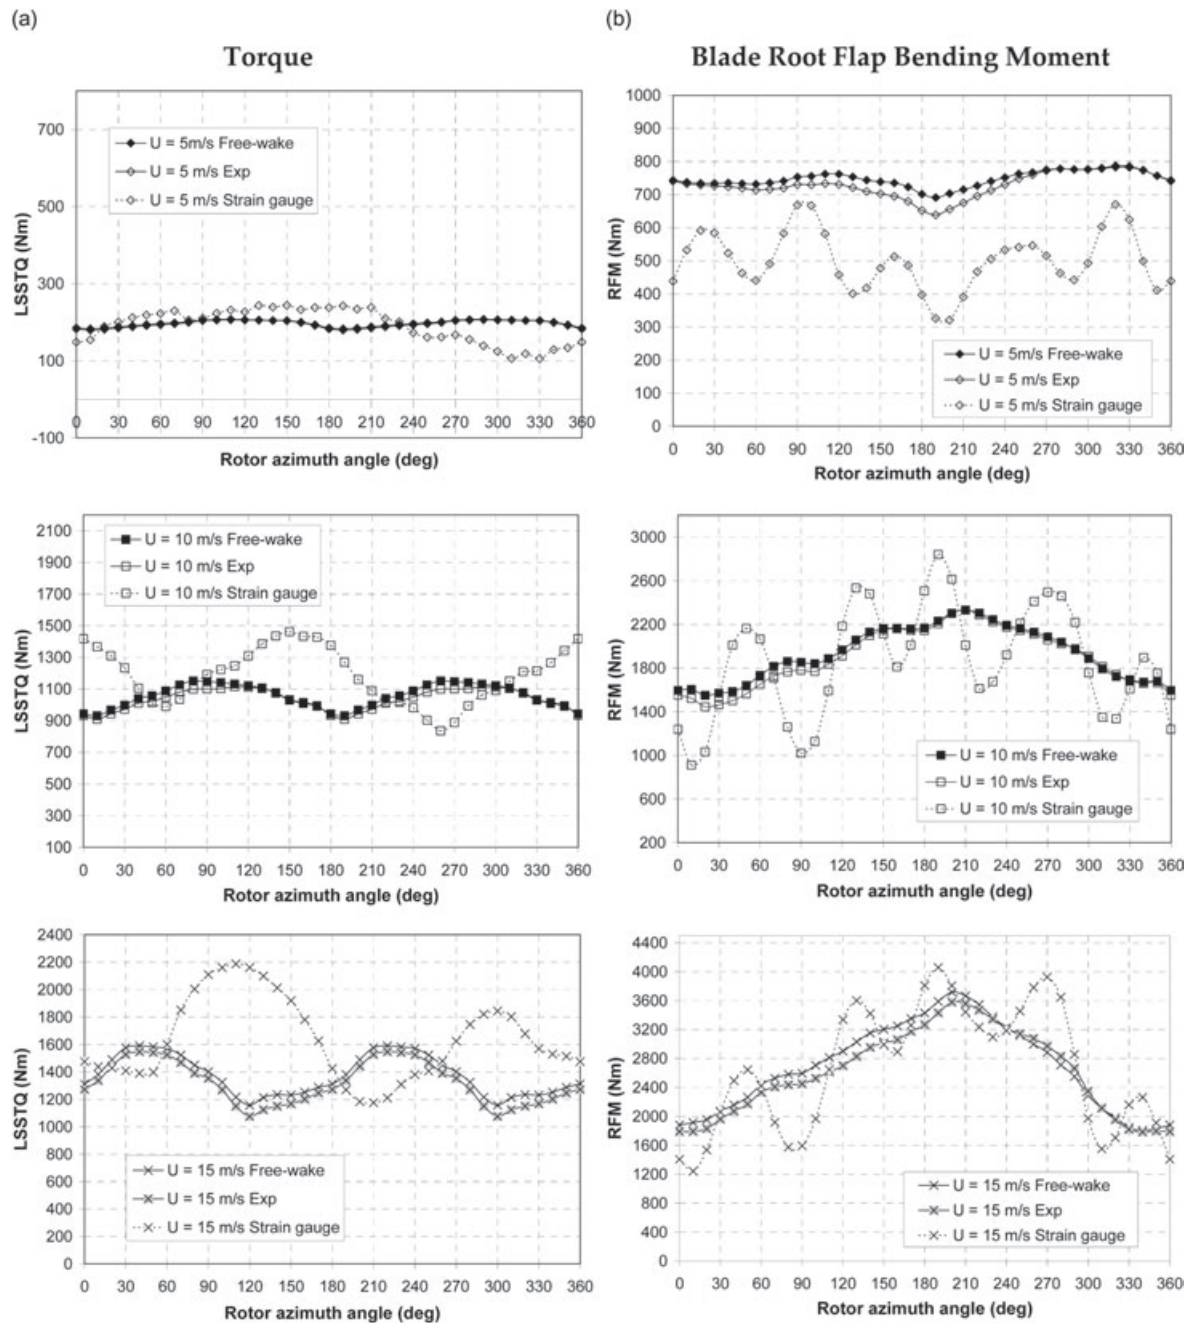 (a)
Torque
700
500
300
100
-100
LSSTQ (Nm)
U = 5m/s Free-wake
U = 5 m/s Exp
U = 5 m/s Strain gauge
0 30 60 90 120 150 180 210 240 270 300 330 360
Rotor azimuth angle (deg)
2100
1900
1700
1500
1300
1100
900
700
500
300
100
LSSTQ (Nm)
U = 10 m/s Free-wake
U = 10 m/s Exp
U = 10 m/s Strain gauge
0 30 60 90 120 150 180 210 240 270 300 330 360
Rotor azimuth angle (deg)
2400
2200
2000
1800
1600
1400
1200
1000
800
600
400
200
0
LSSTQ (Nm)
U = 15 m/s Free-wake
U = 15 m/s Exp
U = 15 m/s Strain gauge
0 30 60 90 120 150 180 210 240 270 300 330 360
Rotor azimuth angle (deg)
(b)
Blade Root Flap Bending Moment
1000
900
800
700
600
500
400
300
200
100
0
RFM (Nm)
U = 5m/s Free-wake
U = 5 m/s Exp
U = 5 m/s Strain gauge
0 30 60 90 120 150 180 210 240 270 300 330 360
Rotor azimuth angle (deg)
3000
2600
2200
1800
1400
1000
600
200
RFM (Nm)
U = 10 m/s Free-wake
U = 10 m/s Exp
U = 10 m/s Strain gauge
0 30 60 90 120 150 180 210 240 270 300 330 360
Rotor azimuth angle (deg)
4400
4000
3600
3200
2800
2400
2000
1600
1200
800
400
0
RFM (Nm)
U = 15 m/s Free-wake
U = 15 m/s Exp
U = 15 m/s Strain gauge
0 30 60 90 120 150 180 210 240 270 300 330 360
Rotor azimuth angle (deg)